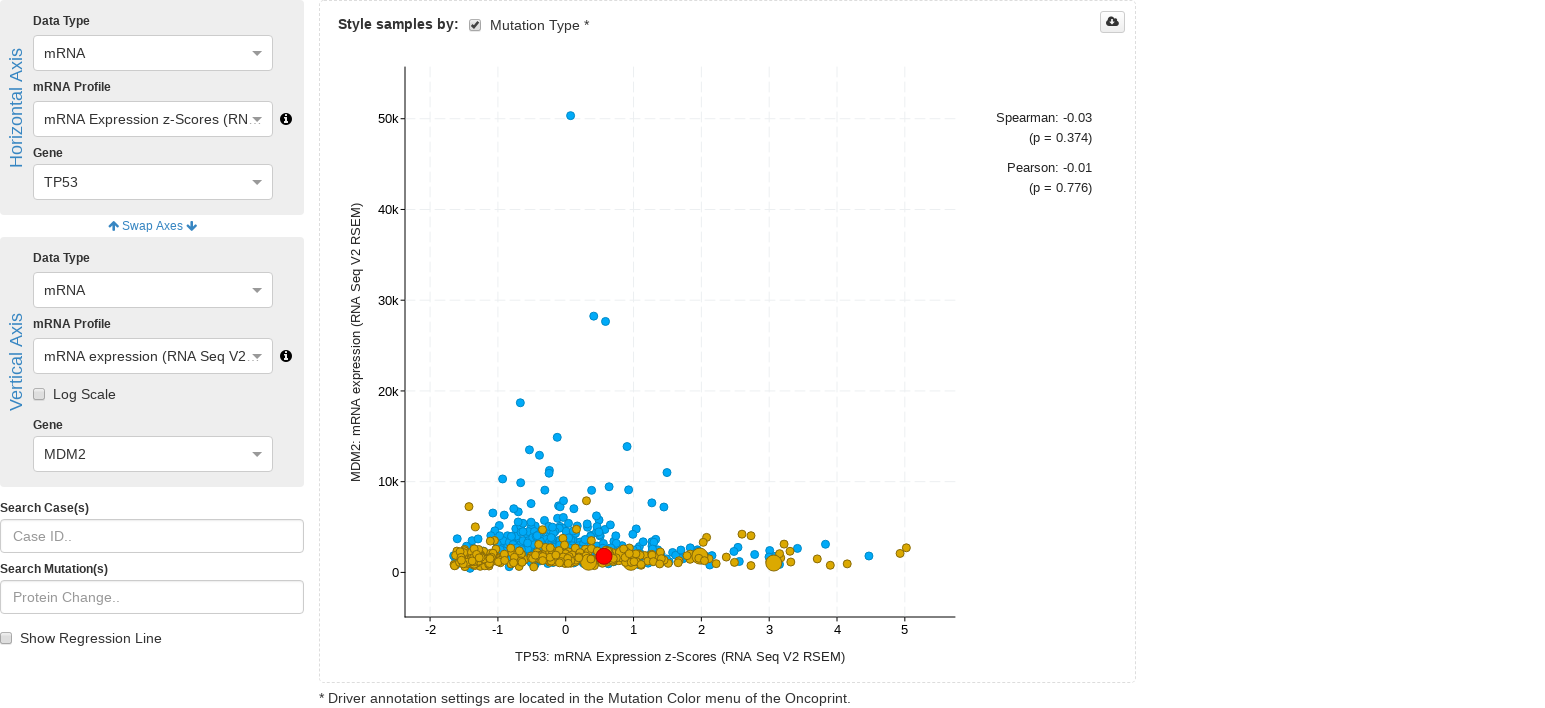 Horizontal Axis
Data Type
mRNA
mRNA Profile
mRNA Expression z-Scores (RN...
Gene
TP53
Swap Axes
Vertical Axis
Data Type
mRNA
mRNA Profile
mRNA expression (RNA Seq V2...
Log Scale
Gene
MDM2
Search Case(s)
Case ID..
Search Mutation(s)
Protein Change..
Show Regression Line
Style samples by: Mutation Type *
Spearman: -0.03
(p = 0.374)
Pearson: -0.01
(p = 0.776)
MDM2: mRNA expression (RNA Seq V2 RSEM)
50k
40k
30k
20k
10k
0
-2 -1 0 1 2 3 4 5
TP53: mRNA Expression z-Scores (RNA Seq V2 RSEM)
* Driver annotation settings are located in the Mutation Color menu of the Oncoprint.